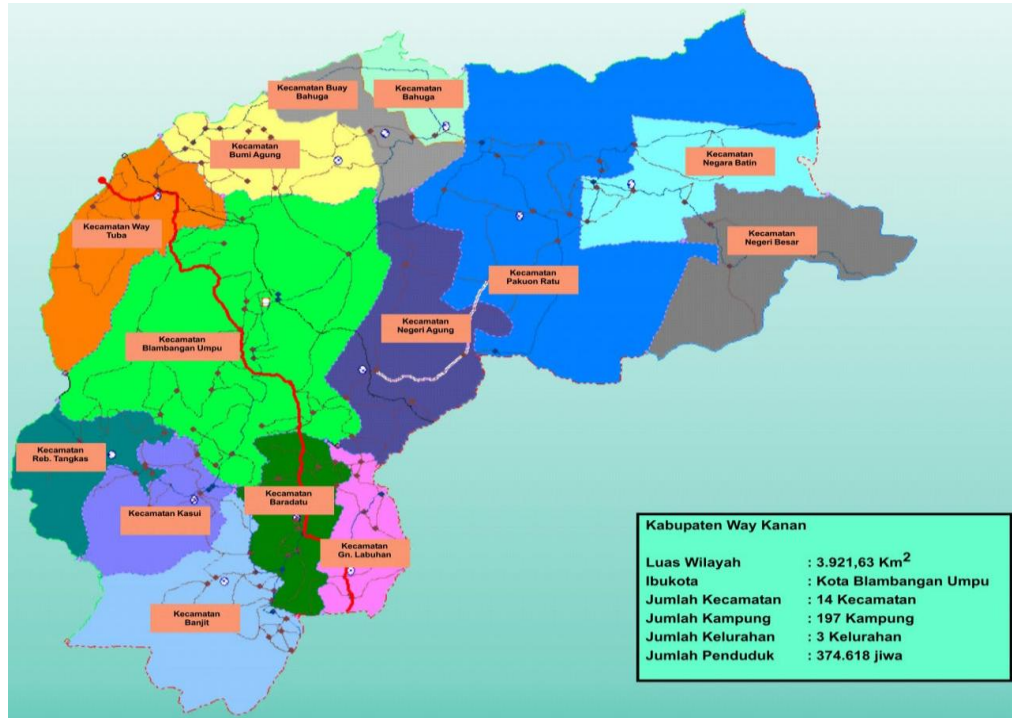 Kecamatan Buay
Bahuga
Kecamatan
Bahuga
Kecamatan
Bumi Agung
Kecamatan
Negara Batin
Kecamatan Way
Tuba
Kecamatan
Negeri Besar
Kecamatan
Pakuon Ratu
Kecamatan
Negeri Agung
Kecamatan
Blambangan Umpu
Kecamatan
Reb. Tangkas
Kecamatan
Baradatu
Kecamatan Kasui
Kecamatan
Gn. Labuhan
Kecamatan
Banjit
Kabupaten Way Kanan
Luas Wilayah : 3.921,63 Km²
Ibukota : Kota Blambangan Umpu
Jumlah Kecamatan : 14 Kecamatan
Jumlah Kampung : 197 Kampung
Jumlah Kelurahan : 3 Kelurahan
Jumlah Penduduk : 374.618 jiwa